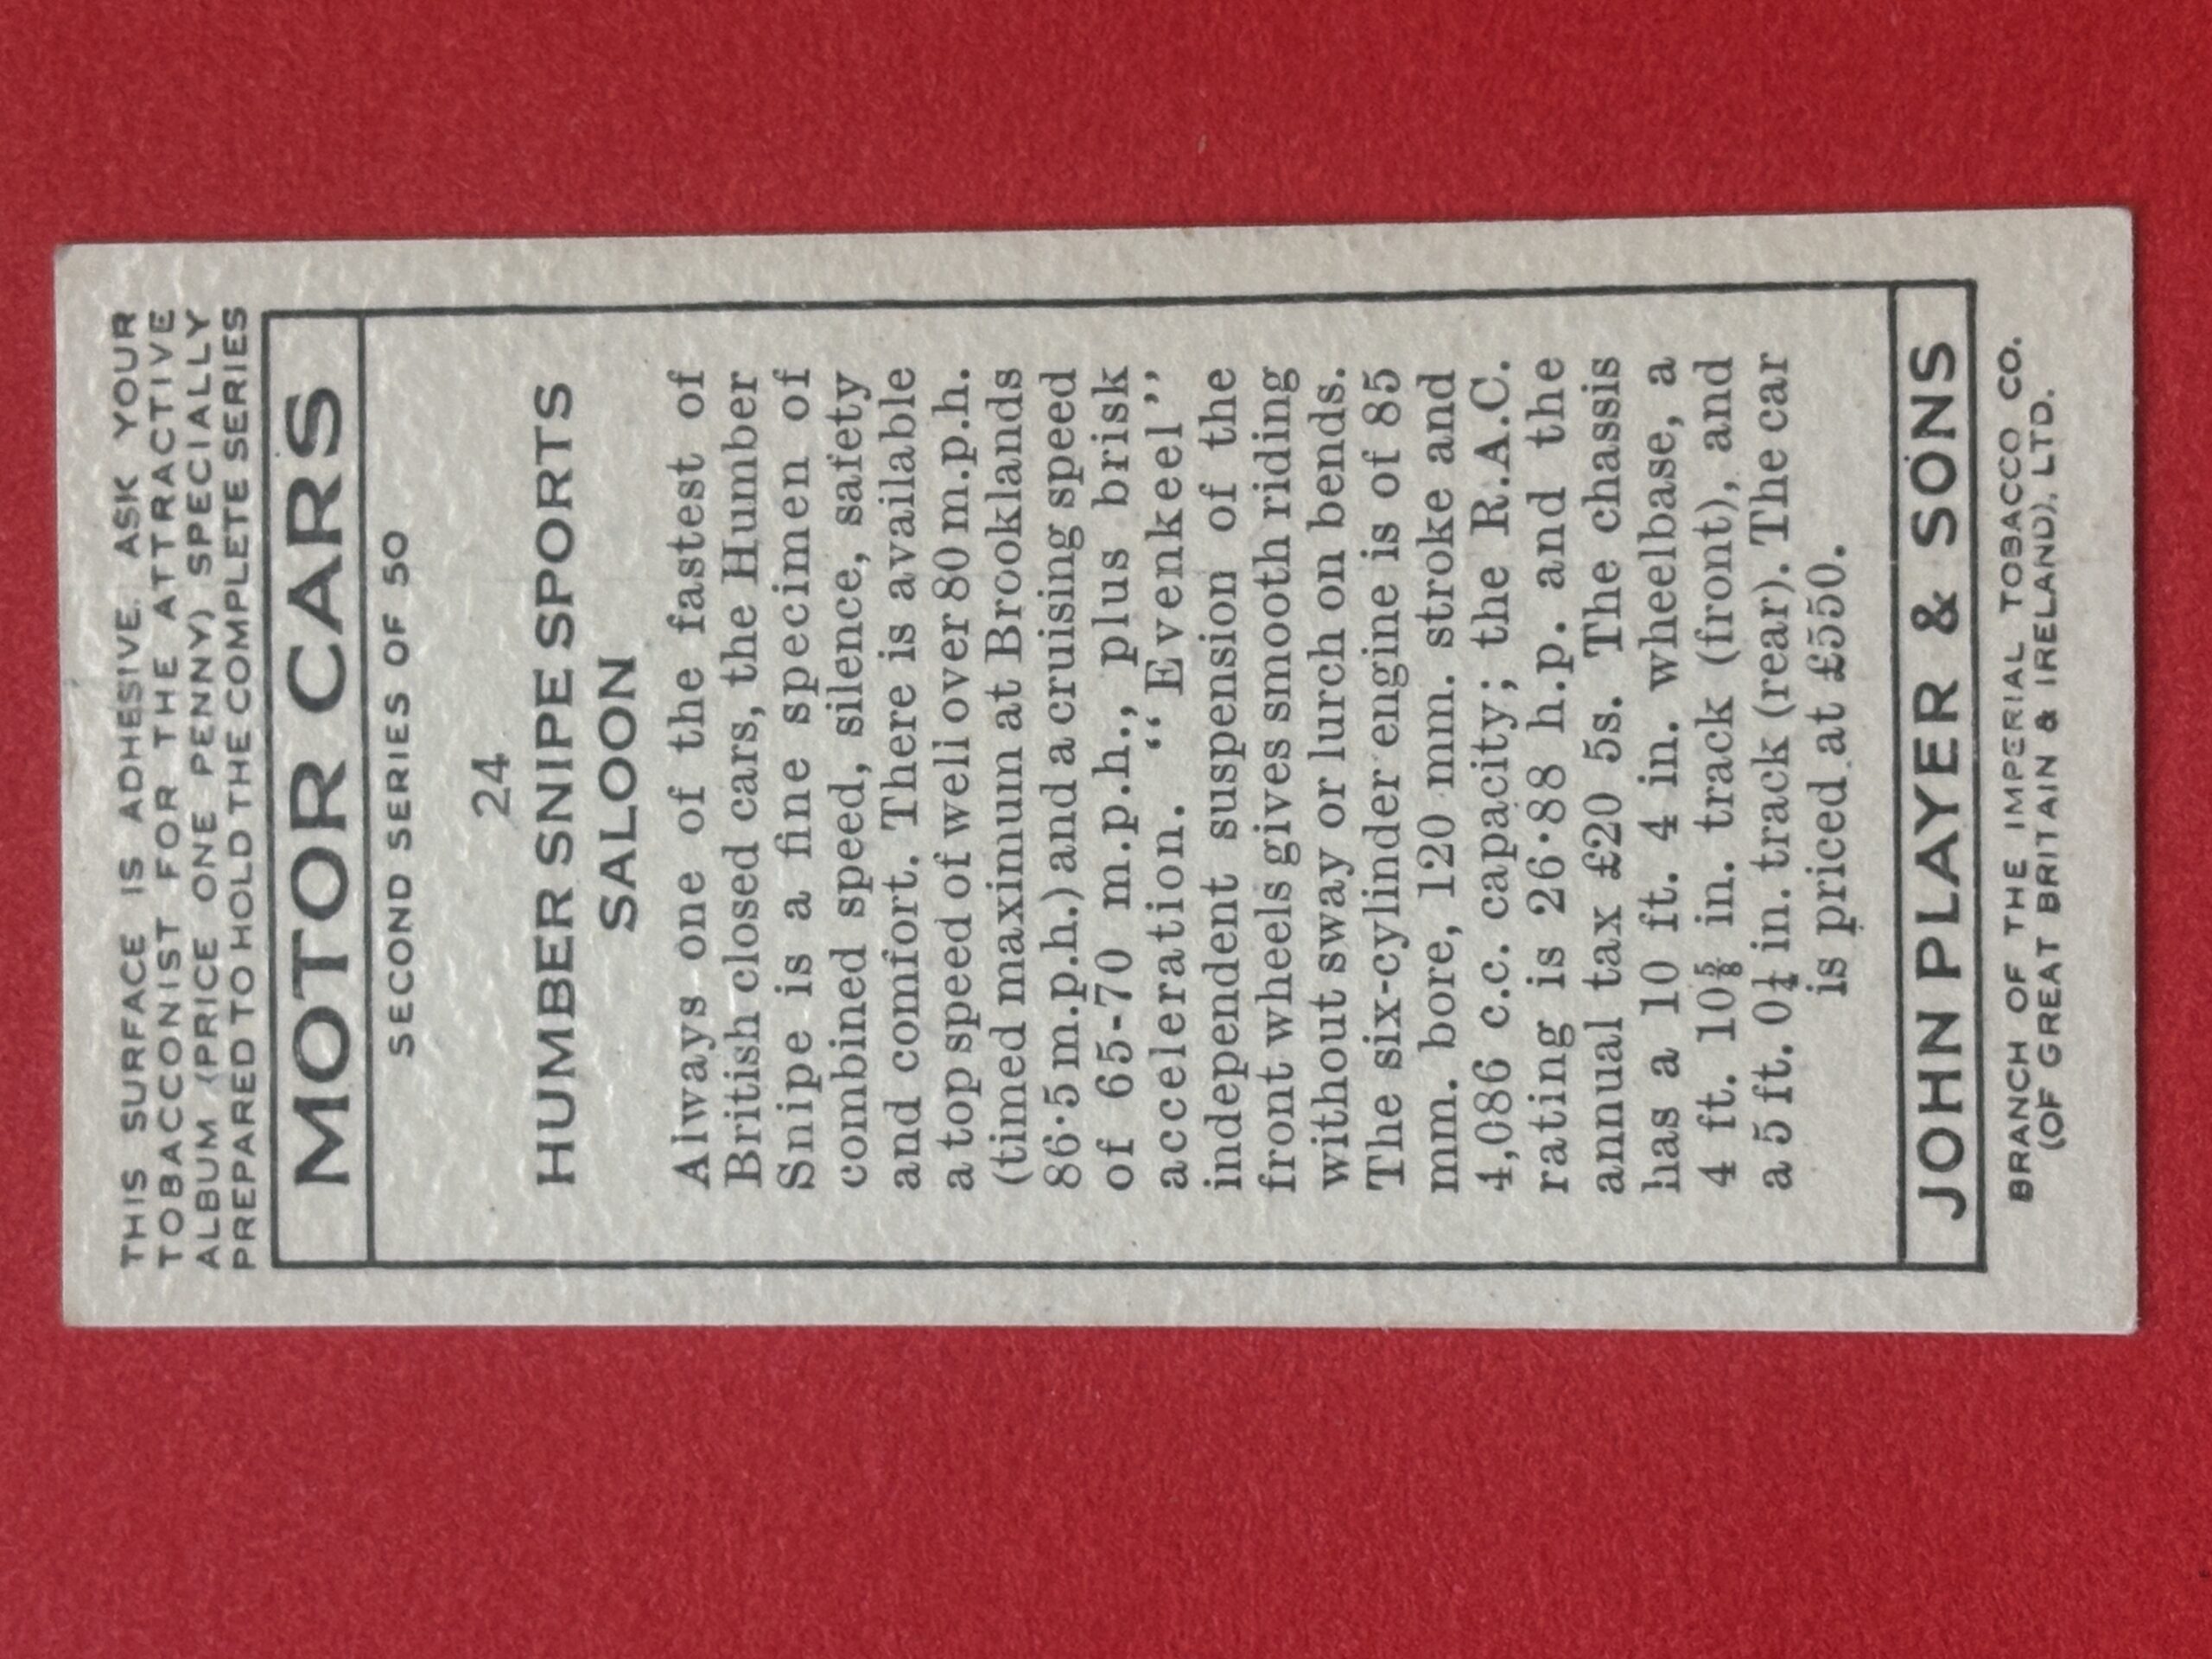 THIS SURFACE IS ADHESIVE. ASK YOUR
TOBACCONIST FOR THE ATTRACTIVE
ALBUM (PRICE ONE PENNY) SPECIALLY
PREPARED TO HOLD THE COMPLETE SERIES
MOTOR CARS
SECOND SERIES OF 50
24
HUMBER SNIPE SPORTS
SALOON
Always one of the fastest of
British closed cars, the Humber
Snipe is a fine specimen of
combined speed, silence, safety
and comfort. There is available
a top speed of well over 80 m.p.h.
(timed maximum at Brooklands
86·5 m.p.h.) and a cruising speed
of 65-70 m.p.h., plus brisk
acceleration. “Evenkeel”
independent suspension of the
front wheels gives smooth riding
without sway or lurch on bends.
The six-cylinder engine is of 85
mm. bore, 120 mm. stroke and
4,086 c.c. capacity; the R.A.C.
rating is 26·88 h.p. and the
annual tax £20 5s. The chassis
has a 10 ft. 4 in. wheelbase, a
4 ft. 10⅝ in. track (front), and
a 5 ft. 0¼ in. track (rear). The car
is priced at £550.
JOHN PLAYER & SONS
BRANCH OF THE IMPERIAL TOBACCO CO.
(OF GREAT BRITAIN & IRELAND), LTD.